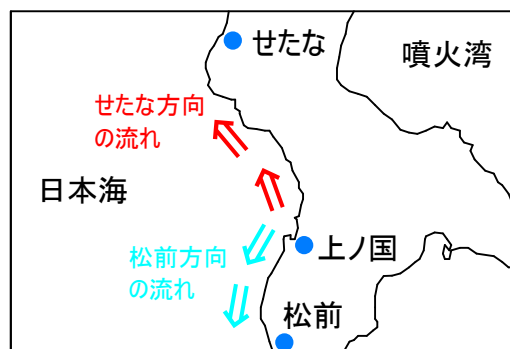 せたな
噴火湾
せたな方向
の流れ
日本海
上ノ国
松前方向
の流れ
松前